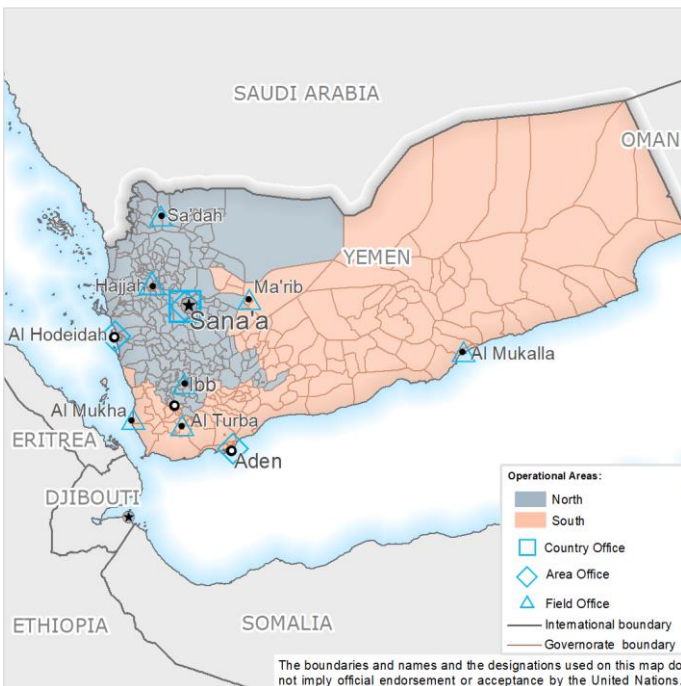 SAUDI ARABIA
OMAN
Sa'dah
YEMEN
Hajjah
Ma'rib
Sana'a
Al Hodeidah
Al Mukalla
Ibb
Al Mukha
Al Turba
ERITREA
Aden
DJIBOUTI
ETHIOPIA
SOMALIA
Operational Areas:
North
South
Country Office
Area Office
Field Office
International boundary
Governorate boundary
The boundaries and names and the designations used on this map do
not imply official endorsement or acceptance by the United Nations.